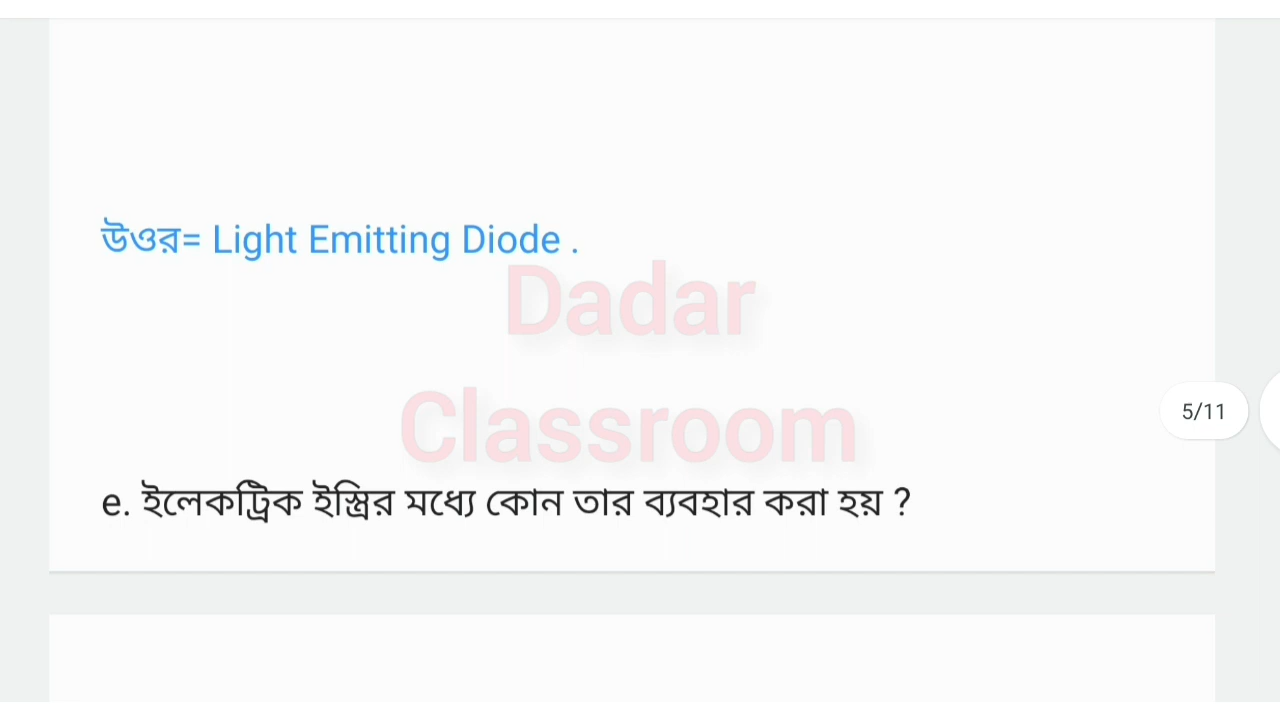 উওর= Light Emitting Diode .
Dadar
Classroom
5/11
e. ইলেকট্রিক ইস্ত্রির মধ্যে কোন তার ব্যবহার করা হয় ?